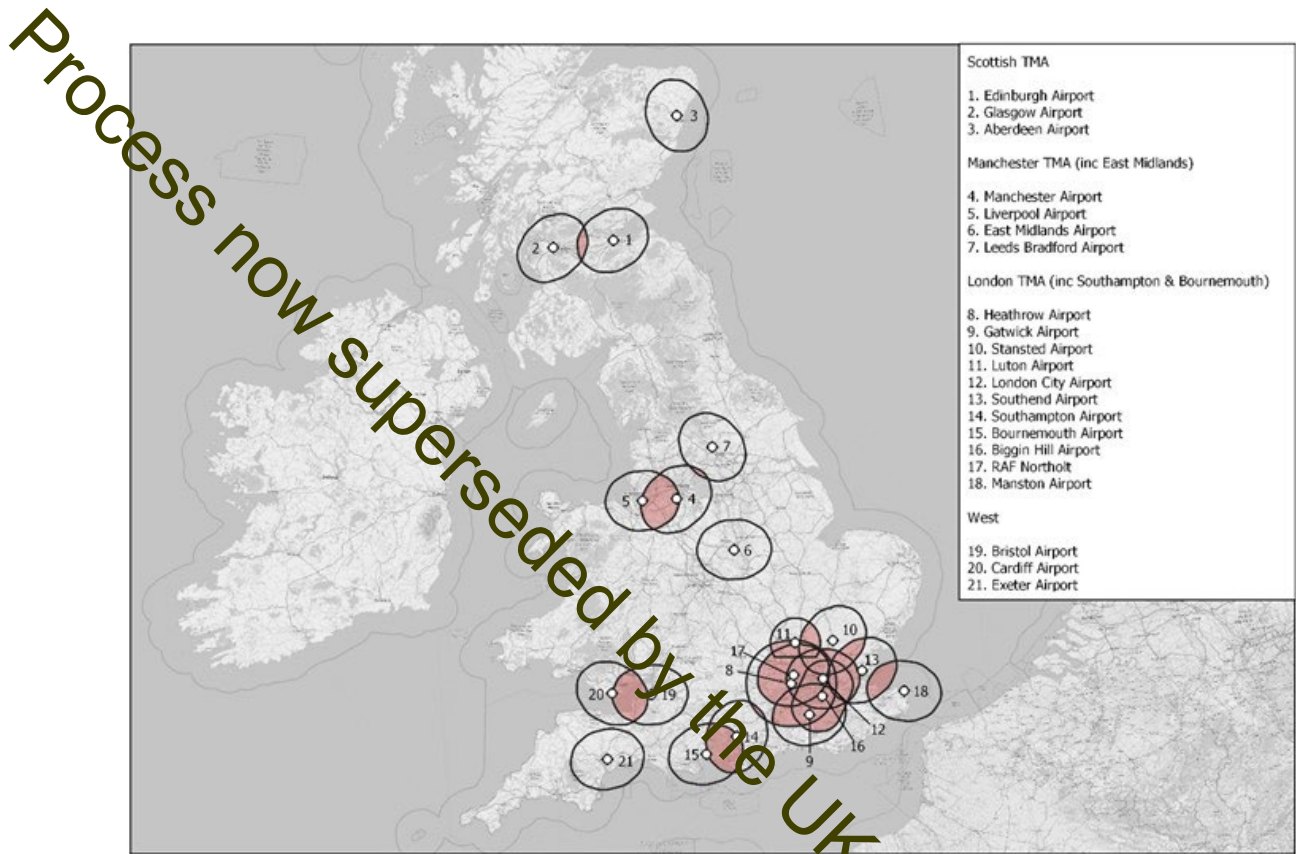 Process now superseded by the UK
Scottish TMA
1. Edinburgh Airport
2. Glasgow Airport
3. Aberdeen Airport
Manchester TMA (inc East Midlands)
4. Manchester Airport
5. Liverpool Airport
6. East Midlands Airport
7. Leeds Bradford Airport
London TMA (inc Southampton & Bournemouth)
8. Heathrow Airport
9. Gatwick Airport
10. Stansted Airport
11. Luton Airport
12. London City Airport
13. Southend Airport
14. Southampton Airport
15. Bournemouth Airport
16. Biggin Hill Airport
17. RAF Northolt
18. Manston Airport
West
19. Bristol Airport
20. Cardiff Airport
21. Exeter Airport
3
2
1
7
5
4
6
11
10
17
13
8
20
19
18
14
12
15
16
21
9